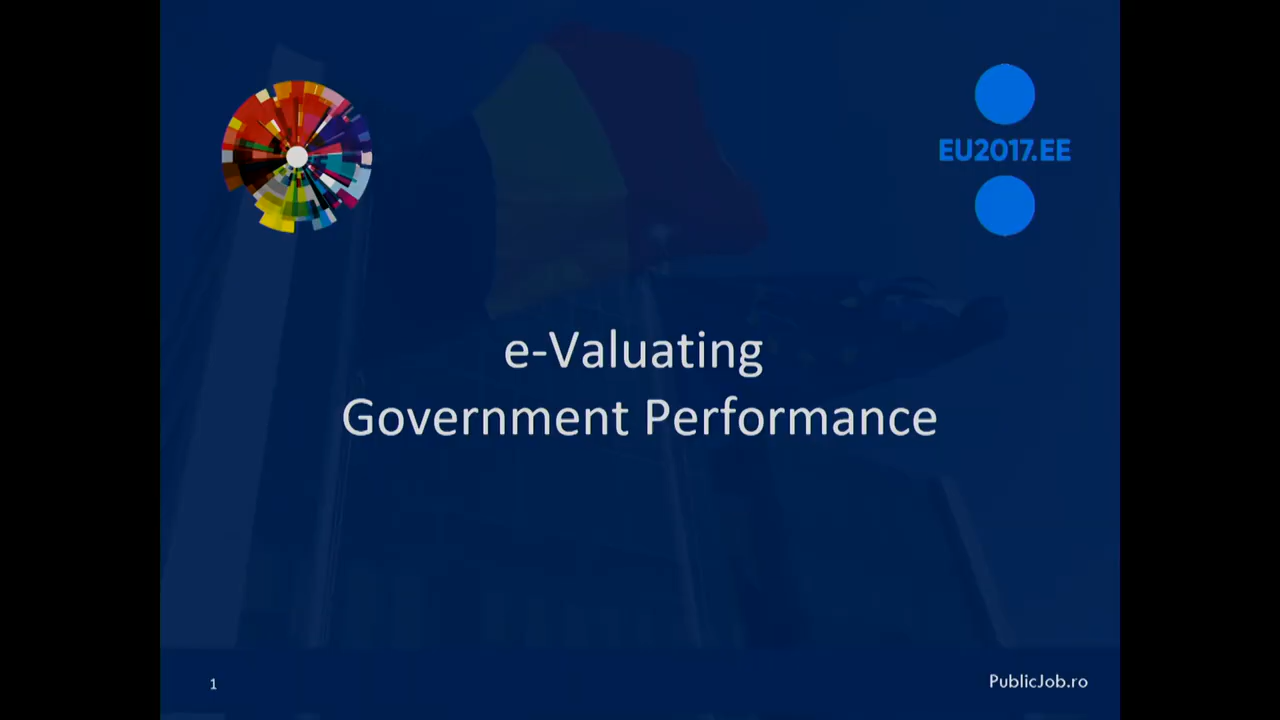 EU2017.EE
e-Valuating
Government Performance
1
PublicJob.ro